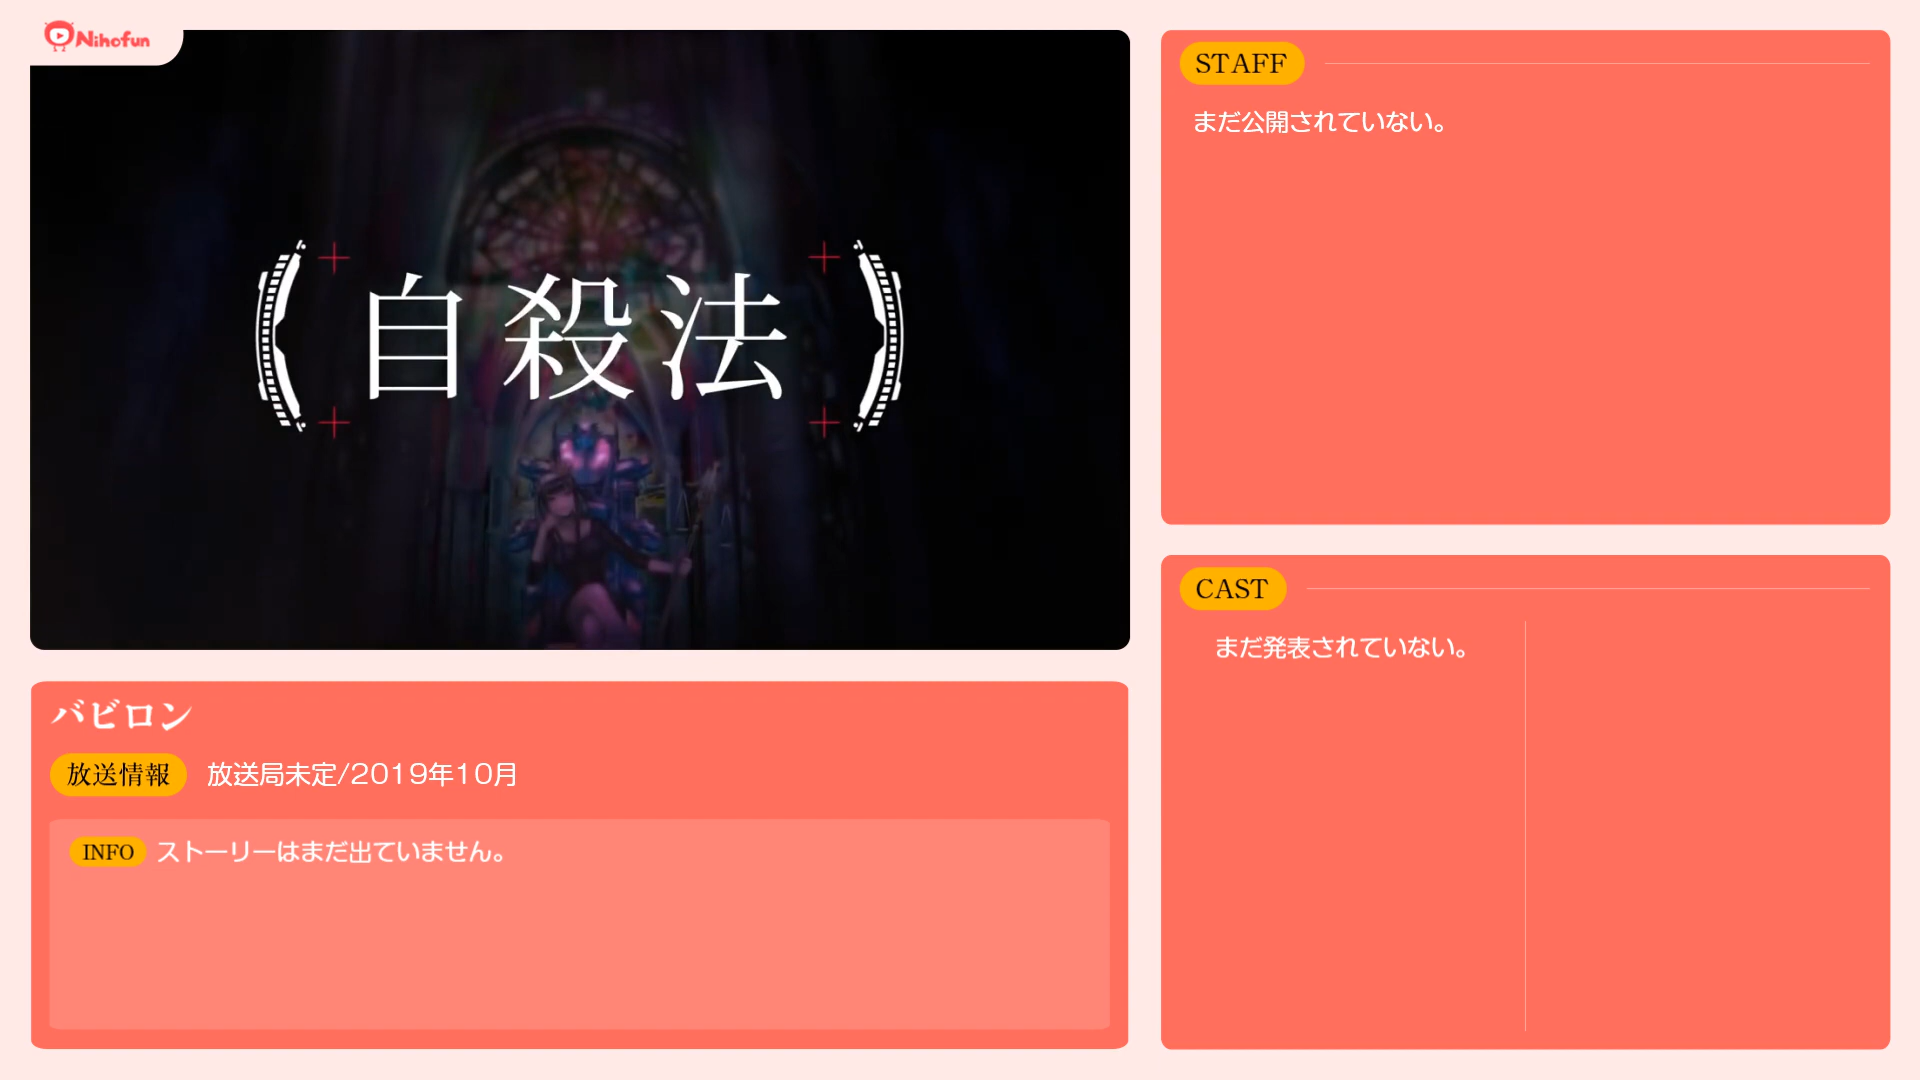 Nihofun
自殺法
バビロン
放送情報 放送局未定/2019年10月
INFO ストーリーはまだ出ていません。
STAFF
まだ公開されていない。
CAST
まだ発表されていない。